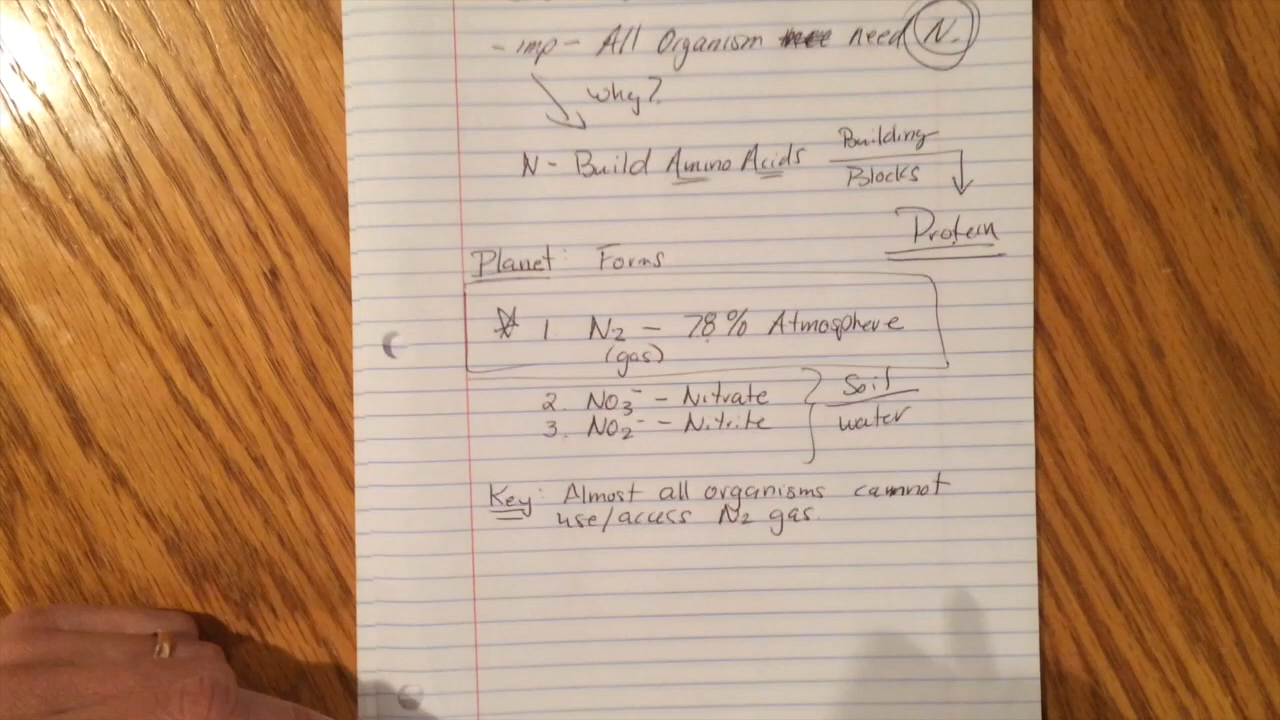 - imp - All Organism need N.
why?
N - Build Amino Acids Building Blocks
Protein
Planet: Forms
1 N₂ - 78% Atmosphere
(gas)
2. NO₃⁻ - Nitrate Soil
3. NO₂⁻ - Nitrite water
Key: Almost all organisms cannot
use/access N₂ gas.